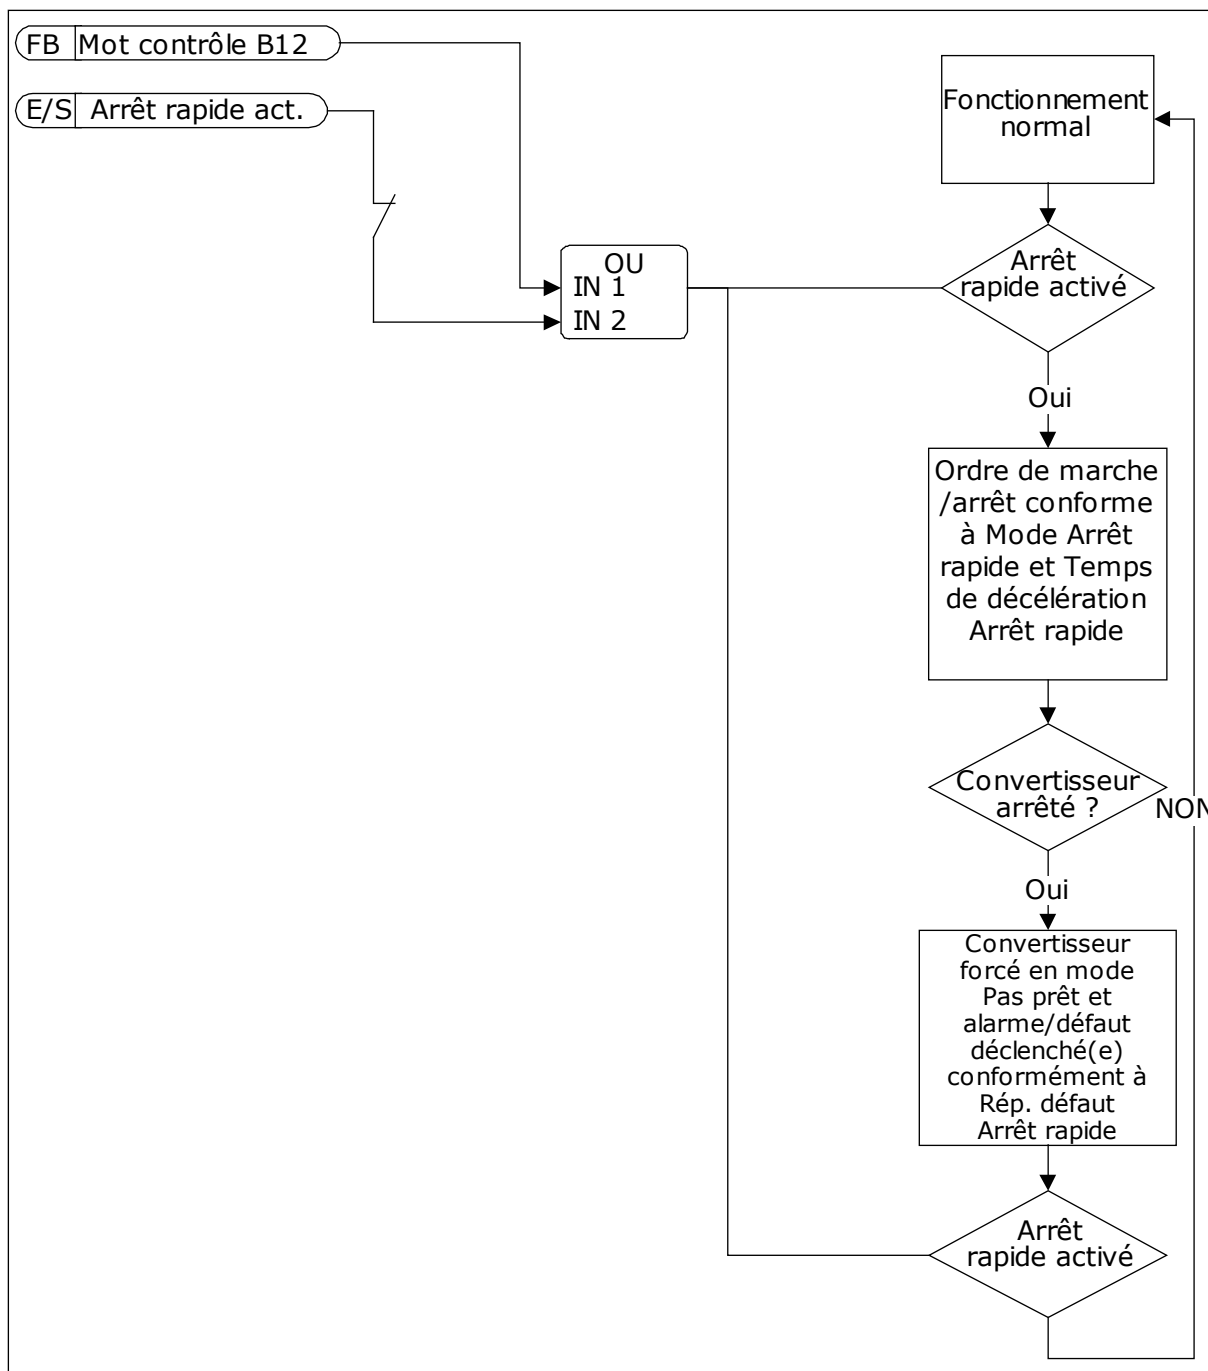 FB Mot contrôle B12
E/S Arrêt rapide act.
OU
IN 1
IN 2
Fonctionnement
normal
Arrêt
rapide activé
Oui
Ordre de marche
/arrêt conforme
à Mode Arrêt
rapide et Temps
de décélération
Arrêt rapide
Convertisseur
arrêté ?
NON
Oui
Convertisseur
forcé en mode
Pas prêt et
alarme/défaut
déclenché(e)
conformément à
Rép. défaut
Arrêt rapide
Arrêt
rapide activé